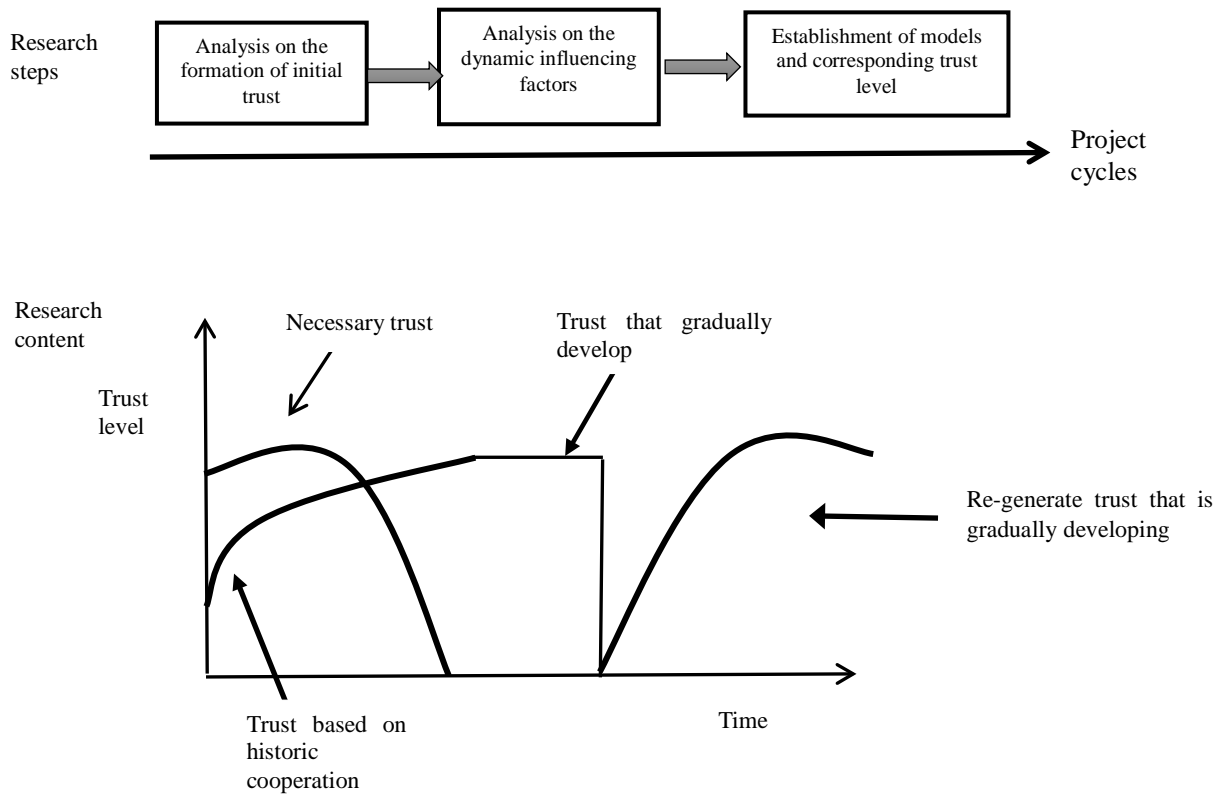 Research
steps
Analysis on the
formation of initial
trust
Analysis on the
dynamic influencing
factors
Establishment of models
and corresponding trust
level
Project
cycles
Research
content
Necessary trust
Trust that gradually
develop
Trust
level
Re-generate trust that is
gradually developing
Time
Trust based on
historic
cooperation